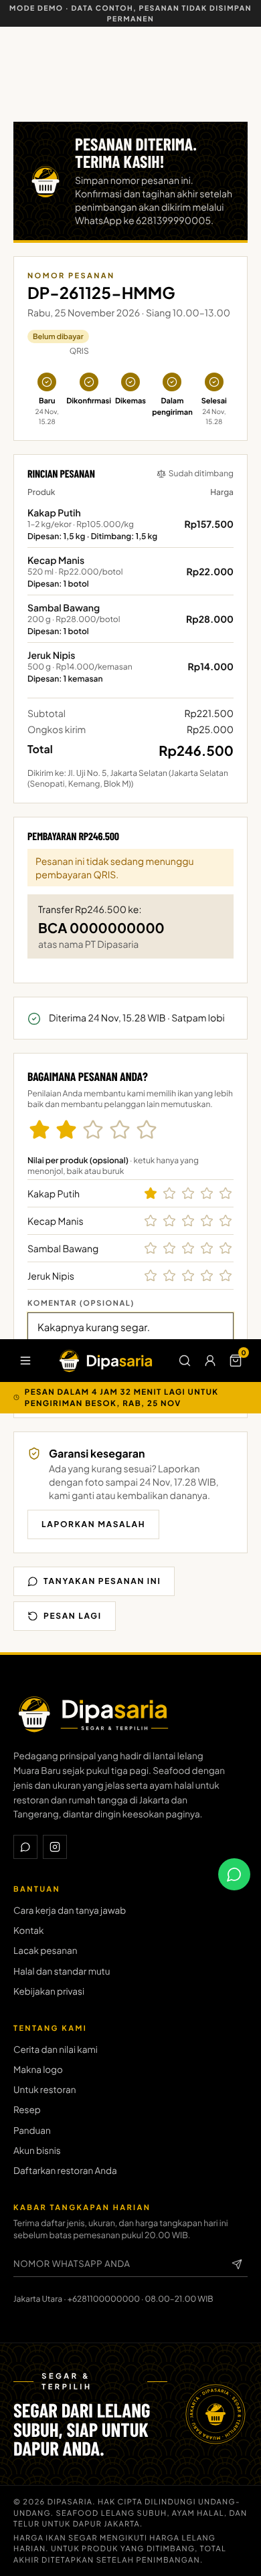 MODE DEMO · DATA CONTOH, PESANAN TIDAK DISIMPAN
PERMANEN
PESANAN DITERIMA.
TERIMA KASIH!
Simpan nomor pesanan ini.
Konfirmasi dan tagihan akhir setelah
penimbangan akan dikirim melalui
WhatsApp ke 6281399990005.
NOMOR PESANAN
DP-261125-HMMG
Rabu, 25 November 2026 · Siang 10.00–13.00
Belum dibayar
QRIS
Baru
Dikonfirmasi
Dikemas
Dalam
pengiriman
Selesai
24 Nov,
15.28
24 Nov,
15.28
RINCIAN PESANAN
Sudah ditimbang
Produk
Harga
Kakap Putih
1–2 kg/ekor · Rp105.000/kg
Rp157.500
Dipesan: 1,5 kg · Ditimbang: 1,5 kg
Kecap Manis
520 ml · Rp22.000/botol
Rp22.000
Dipesan: 1 botol
Sambal Bawang
200 g · Rp28.000/botol
Rp28.000
Dipesan: 1 botol
Jeruk Nipis
500 g · Rp14.000/kemasan
Rp14.000
Dipesan: 1 kemasan
Subtotal
Rp221.500
Ongkos kirim
Rp25.000
Total
Rp246.500
Dikirim ke: Jl. Uji No. 5, Jakarta Selatan (Jakarta Selatan
(Senopati, Kemang, Blok M))
PEMBAYARAN RP246.500
Pesanan ini tidak sedang menunggu
pembayaran QRIS.
Transfer Rp246.500 ke:
BCA 0000000000
atas nama PT Dipasaria
Diterima 24 Nov, 15.28 WIB · Satpam lobi
BAGAIMANA PESANAN ANDA?
Penilaian Anda membantu kami memilih ikan yang lebih
baik dan membantu pelanggan lain memutuskan.
Nilai per produk (opsional) · ketuk hanya yang
menonjol, baik atau buruk
Kakap Putih
Kecap Manis
Sambal Bawang
Jeruk Nipis
KOMENTAR (OPSIONAL)
Kakapnya kurang segar.
Dipasaria
0
PESAN DALAM 4 JAM 32 MENIT LAGI UNTUK
PENGIRIMAN BESOK, RAB, 25 NOV
Garansi kesegaran
Ada yang kurang sesuai? Laporkan
dengan foto sampai 24 Nov, 17.28 WIB,
kami ganti atau kembalikan dananya.
LAPORKAN MASALAH
TANYAKAN PESANAN INI
PESAN LAGI
Dipasaria
SEGAR & TERPILIH
Pedagang prinsipal yang hadir di lantai lelang
Muara Baru sejak pukul tiga pagi. Seafood dengan
jenis dan ukuran yang jelas serta ayam halal untuk
restoran dan rumah tangga di Jakarta dan
Tangerang, diantar dingin keesokan paginya.
BANTUAN
Cara kerja dan tanya jawab
Kontak
Lacak pesanan
Halal dan standar mutu
Kebijakan privasi
TENTANG KAMI
Cerita dan nilai kami
Makna logo
Untuk restoran
Resep
Panduan
Akun bisnis
Daftarkan restoran Anda
KABAR TANGKAPAN HARIAN
Terima daftar jenis, ukuran, dan harga tangkapan hari ini
sebelum batas pemesanan pukul 20.00 WIB.
NOMOR WHATSAPP ANDA
Jakarta Utara · +6281100000000 · 08.00–21.00 WIB
SEGAR &
TERPILIH
SEGAR DARI LELANG
SUBUH, SIAP UNTUK
DAPUR ANDA.
© 2026 DIPASARIA. HAK CIPTA DILINDUNGI UNDANG-
UNDANG. SEAFOOD LELANG SUBUH, AYAM HALAL, DAN
TELUR UNTUK DAPUR JAKARTA.
HARGA IKAN SEGAR MENGIKUTI HARGA LELANG
HARIAN. UNTUK PRODUK YANG DITIMBANG, TOTAL
AKHIR DITETAPKAN SETELAH PENIMBANGAN.